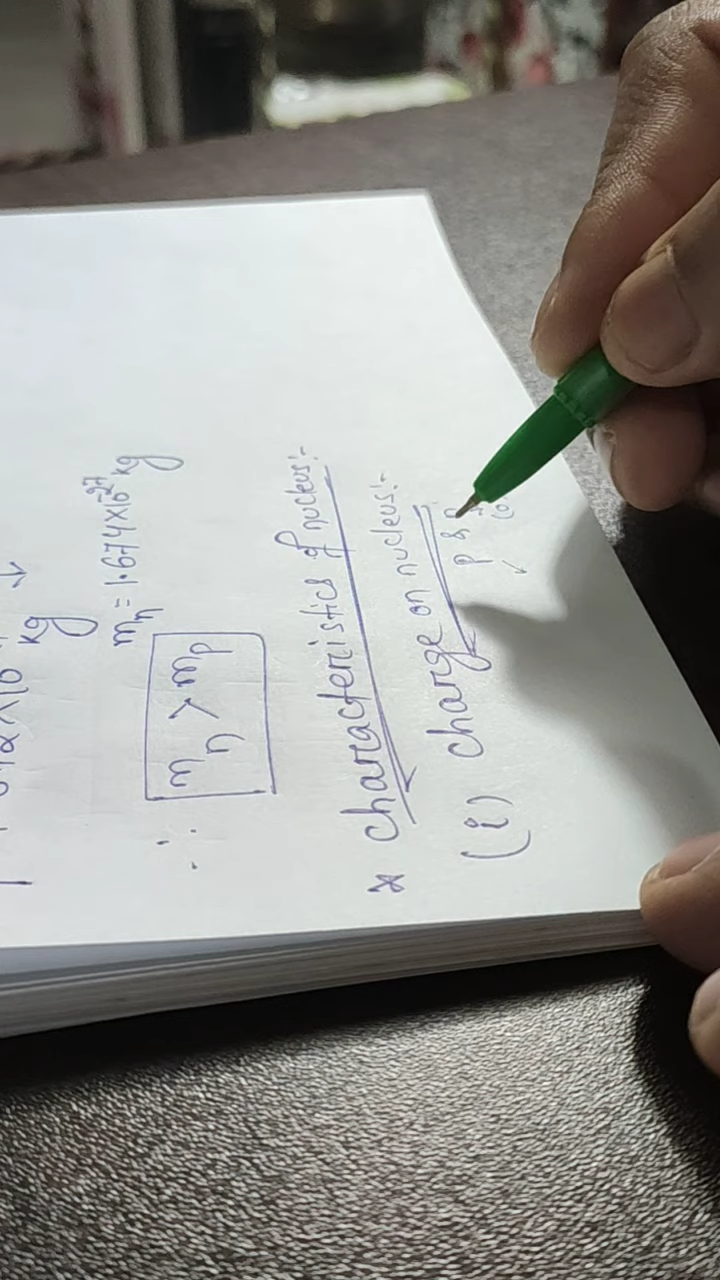 kg
mₙ = 1.674 × 10⁻²⁷ kg
∴ mₙ > mₚ
* characteristics of nucleus:-
(i) charge on nucleus:-
p &